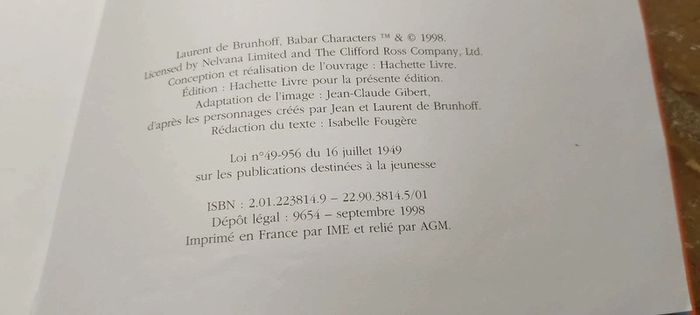 Laurent de Brunhoff, Babar Characters ™ & © 1998.
Licensed by Nelvana Limited and The Clifford Ross Company, Ltd.
Conception et réalisation de l'ouvrage : Hachette Livre.
Édition : Hachette Livre pour la présente édition.
Adaptation de l'image : Jean-Claude Gibert,
d'après les personnages créés par Jean et Laurent de Brunhoff.
Rédaction du texte : Isabelle Fougère
Loi n°49-956 du 16 juillet 1949
sur les publications destinées à la jeunesse
ISBN : 2.01.223814.9 – 22.90.3814.5/01
Dépôt légal : 9654 – septembre 1998
Imprimé en France par IME et relié par AGM.